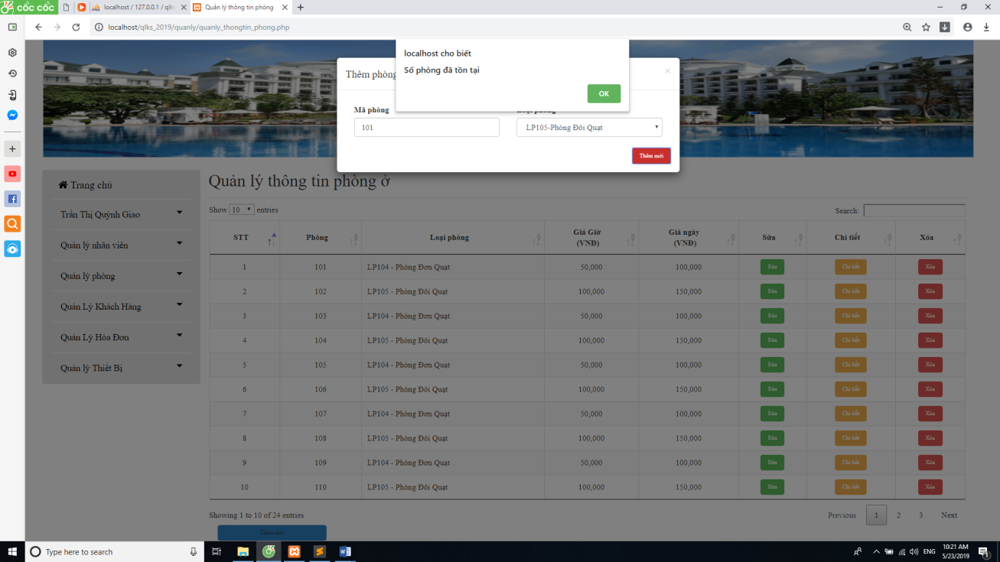 cốc cốc
localhost / 127.0.0.1 / qlk
Quản lý thông tin phòng
localhost/qlks_2019/quanly/quanly_thongtin_phong.php
localhost cho biết
Số phòng đã tồn tại
OK
Thêm phòng
Mã phòng
101
LP105-Phòng Đôi Quạt
Thêm mới
Trang chủ
Trần Thị Quỳnh Giao
Quản lý nhân viên
Quản lý phòng
Quản Lý Khách Hàng
Quản Lý Hóa Đơn
Quản lý Thiết Bị
Quản lý thông tin phòng ở
Show 10 entries
Search:
STT Phòng Loại phòng Giá Giờ (VNĐ) Giá ngày (VNĐ) Sửa Chi tiết Xóa
1 101 LP104 - Phòng Đơn Quạt 50,000 100,000 Sửa Chi tiết Xóa
2 102 LP105 - Phòng Đôi Quạt 100,000 150,000 Sửa Chi tiết Xóa
3 103 LP104 - Phòng Đơn Quạt 50,000 100,000 Sửa Chi tiết Xóa
4 104 LP105 - Phòng Đôi Quạt 100,000 150,000 Sửa Chi tiết Xóa
5 105 LP104 - Phòng Đơn Quạt 50,000 100,000 Sửa Chi tiết Xóa
6 106 LP105 - Phòng Đôi Quạt 100,000 150,000 Sửa Chi tiết Xóa
7 107 LP104 - Phòng Đơn Quạt 50,000 100,000 Sửa Chi tiết Xóa
8 108 LP105 - Phòng Đôi Quạt 100,000 150,000 Sửa Chi tiết Xóa
9 109 LP104 - Phòng Đơn Quạt 50,000 100,000 Sửa Chi tiết Xóa
10 110 LP105 - Phòng Đôi Quạt 100,000 150,000 Sửa Chi tiết Xóa
Showing 1 to 10 of 24 entries
Previous 1 2 3 Next
Thêm mới
Type here to search
ENG
10:21 AM
5/23/2019
1